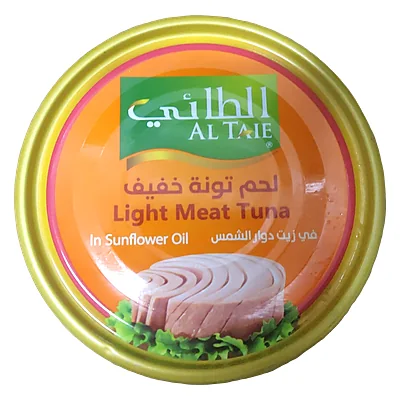 الطائي
AL TAIE
®
لحم تونة خفيف
Light Meat Tuna
In Sunflower Oil في زيت دوار الشمس